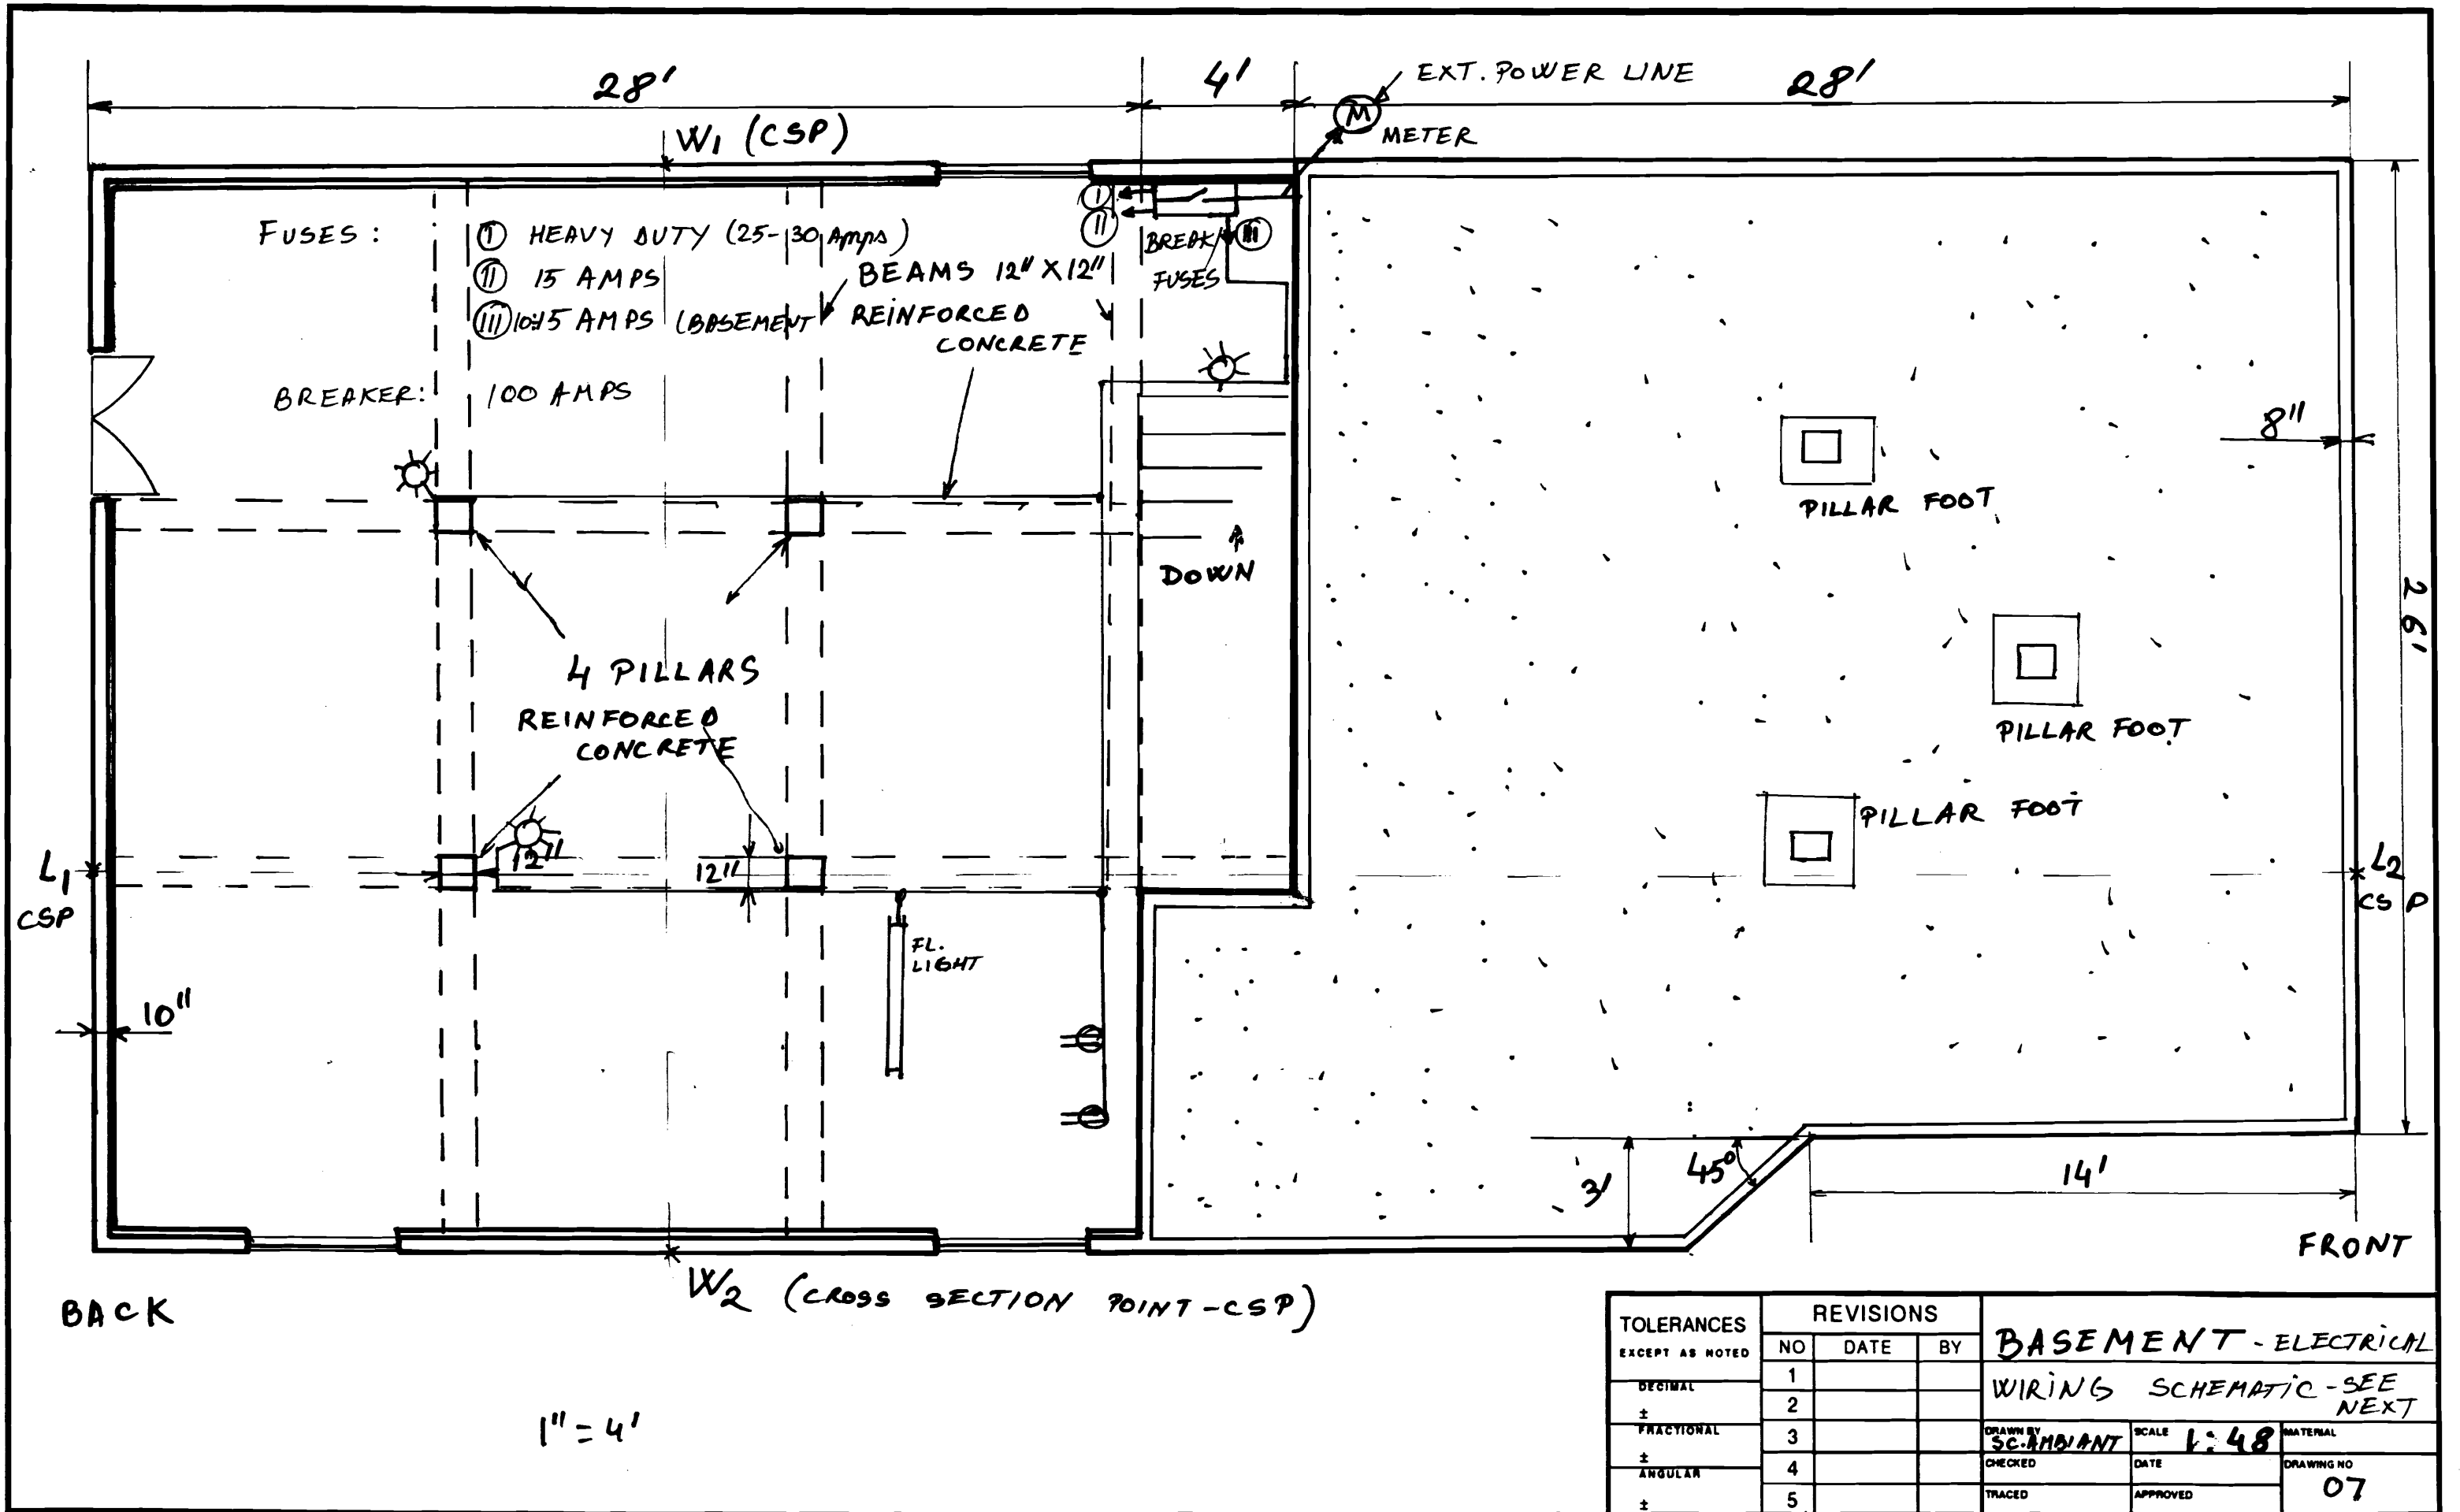 28'
4'
EXT. POWER LINE
28'
M
METER
W1 (CSP)
I
II
BREAK/
FUSES
III
FUSES:
I HEAVY DUTY (25-30 Amps)
II 15 AMPS
III 10÷15 AMPS (BASEMENT
BEAMS 12" X 12"
REINFORCED
CONCRETE
BREAKER: 100 AMPS
8"
PILLAR FOOT
DOWN
26'
4 PILLARS
REINFORCED
CONCRETE
PILLAR FOOT
PILLAR FOOT
12"
12"
L1
CSP
L2
CSP
FL.
LIGHT
10"
3'
45°
14'
FRONT
BACK
W2 (CROSS SECTION POINT-CSP)
1" = 4'
TOLERANCES
EXCEPT AS NOTED
DECIMAL
±
FRACTIONAL
±
ANGULAR
±
REVISIONS
NO DATE BY
1
2
3
4
5
BASEMENT - ELECTRICAL
WIRING SCHEMATIC - SEE
NEXT
DRAWN BY SC.AMBIANT
SCALE 1:48
MATERIAL
CHECKED
DATE
DRAWING NO
07
TRACED
APPROVED